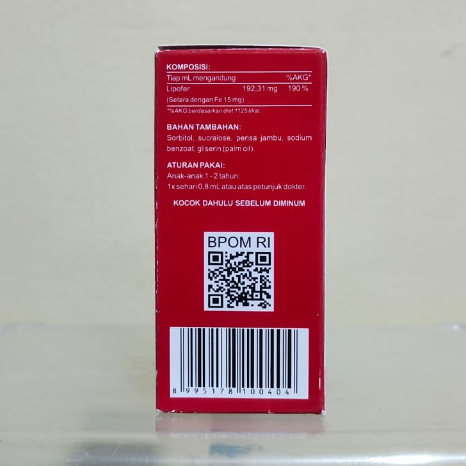 KOMPOSISI:
Tiap mL mengandung %AKG*
Lipofer 192,31 mg 190 %
(Setara dengan Fe 15 mg)
*%AKG berdasarkan diet 1125 kkal.
BAHAN TAMBAHAN:
Sorbitol, sucralose, perisa jambu, sodium
benzoat, gliserin (palm oil).
ATURAN PAKAI:
Anak-anak 1 - 2 tahun:
1x sehari 0,8 mL atau atas petunjuk dokter.
KOCOK DAHULU SEBELUM DIMINUM
BPOM RI
8 995178 100404